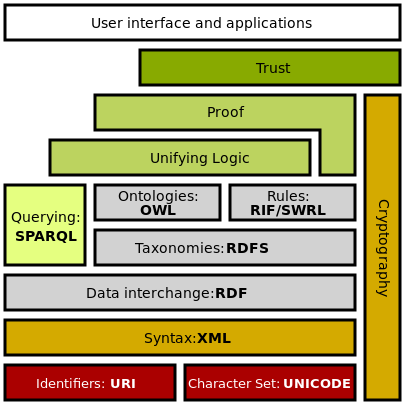 User interface and applications
Trust
Proof
Unifying Logic
Querying:
SPARQL
Ontologies:
OWL
Rules:
RIF/SWRL
Taxonomies:RDFS
Cryptography
Data interchange:RDF
Syntax:XML
Identifiers: URI
Character Set: UNICODE